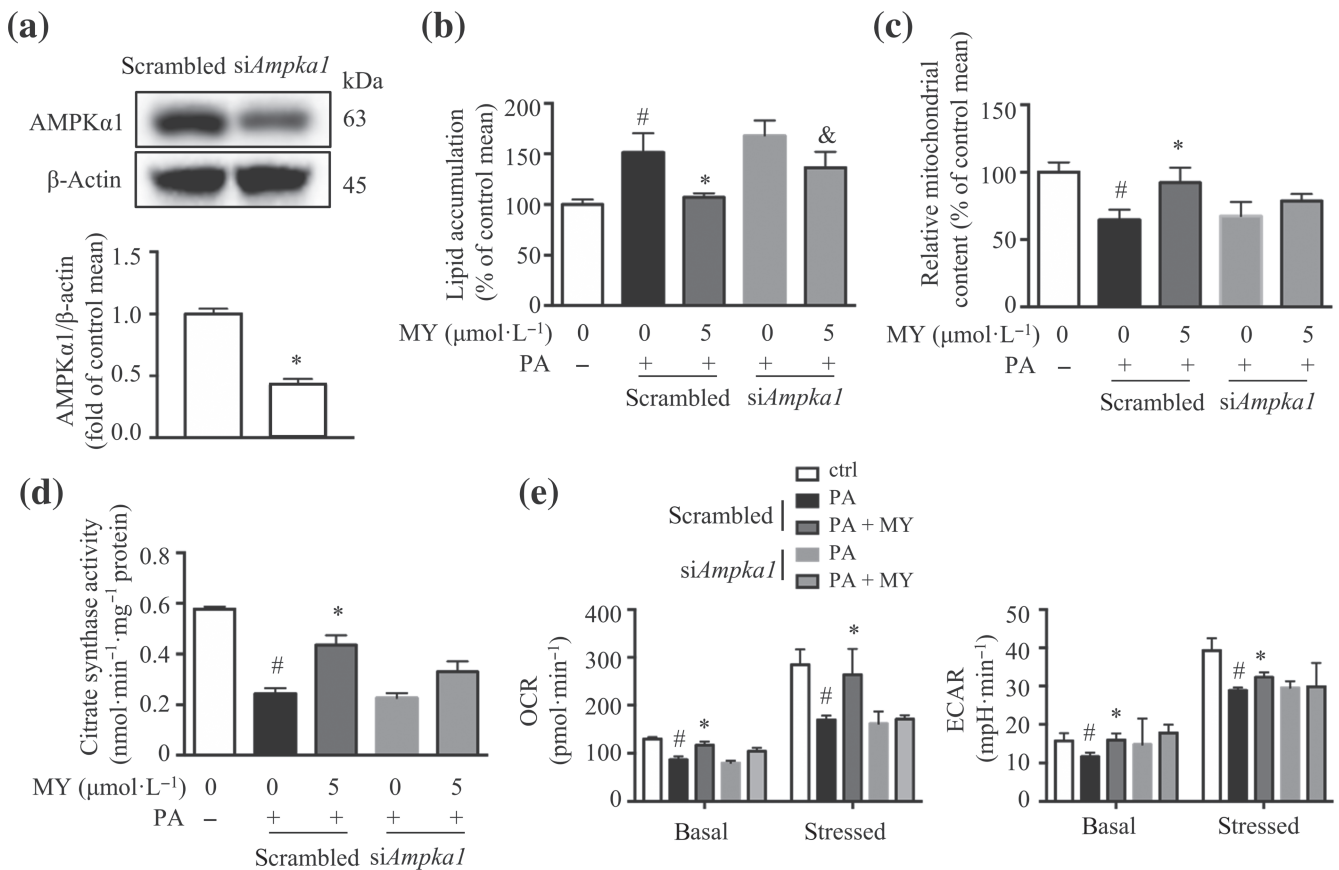 (a)
Scrambled siAmpka1
kDa
AMPKα1
63
β-Actin
45
AMPKα1/β-actin
(fold of control mean)
1.5
1.0
0.5
0.0
*
(b)
Lipid accumulation
(% of control mean)
200
150
100
50
0
#
*
&
MY (μmol·L⁻¹) 0 0 5 0 5
PA – + + + +
Scrambled siAmpka1
(c)
Relative mitochondrial
content (% of control mean)
150
100
50
0
#
*
MY (μmol·L⁻¹) 0 0 5 0 5
PA – + + + +
Scrambled siAmpka1
(d)
Citrate synthase activity
(nmol·min⁻¹·mg⁻¹ protein)
0.8
0.6
0.4
0.2
0
#
*
MY (μmol·L⁻¹) 0 0 5 0 5
PA – + + + +
Scrambled siAmpka1
(e)
ctrl
Scrambled
PA
PA + MY
siAmpka1
PA
PA + MY
OCR
(pmol·min⁻¹)
400
300
200
100
0
# *
# *
Basal Stressed
ECAR
(mpH·min⁻¹)
50
40
30
20
10
0
# *
# *
Basal Stressed